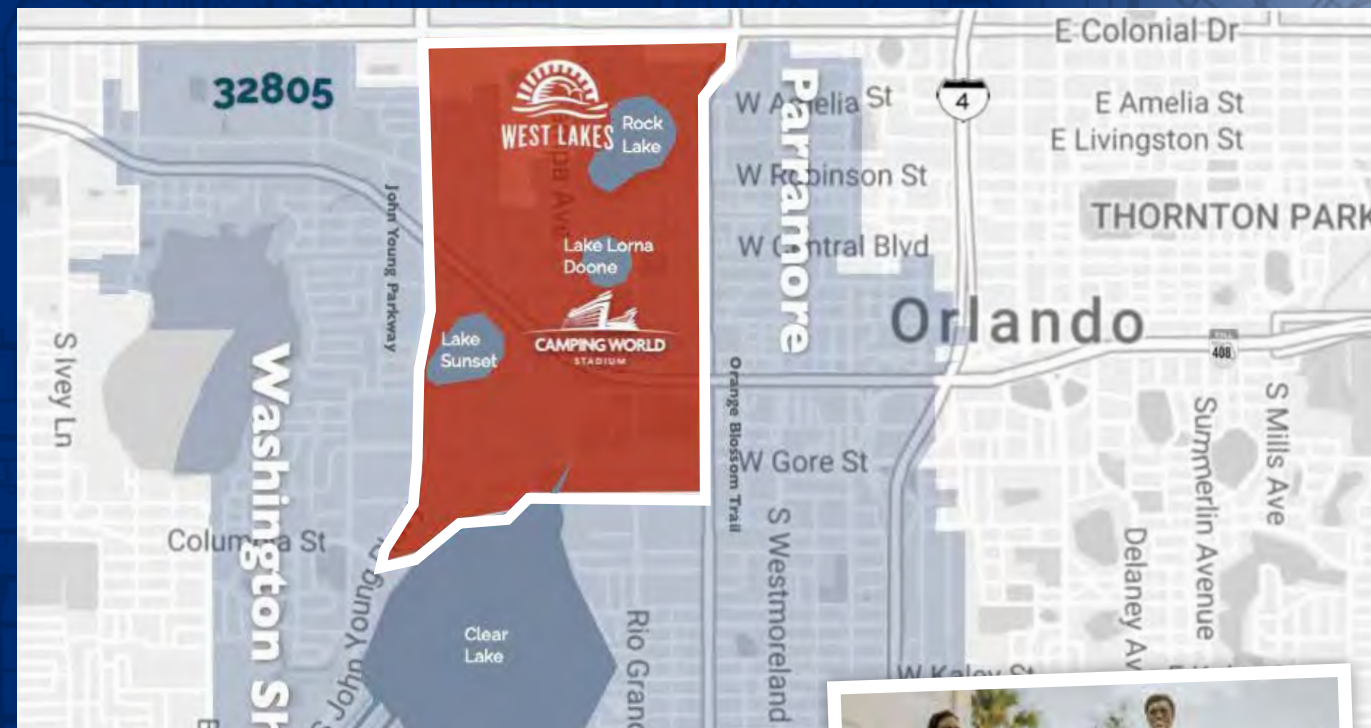 E Colonial Dr
32805
WEST LAKES
Rock
Lake
W Amelia St
4
E Amelia St
E Livingston St
Parramore
W Robinson St
THORNTON PARK
John Young Parkway
Lake Lorna
Doone
W Central Blvd
Orlando
CAMPING WORLD
STADIUM
Lake
Sunset
TOLL
408
S Ivey Ln
Washington Sh
Orange Blossom Trail
S Mills Ave
Summerlin Avenue
W Gore St
Columbia St
S Westmoreland
Delaney Av
S John Young P
Clear
Lake
Rio Grand
W Kaley St